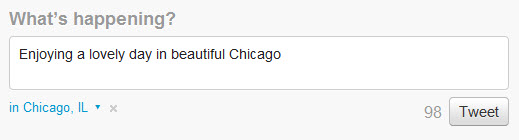 What's happening?
Enjoying a lovely day in beautiful Chicago
in Chicago, IL ▾ × 98 Tweet